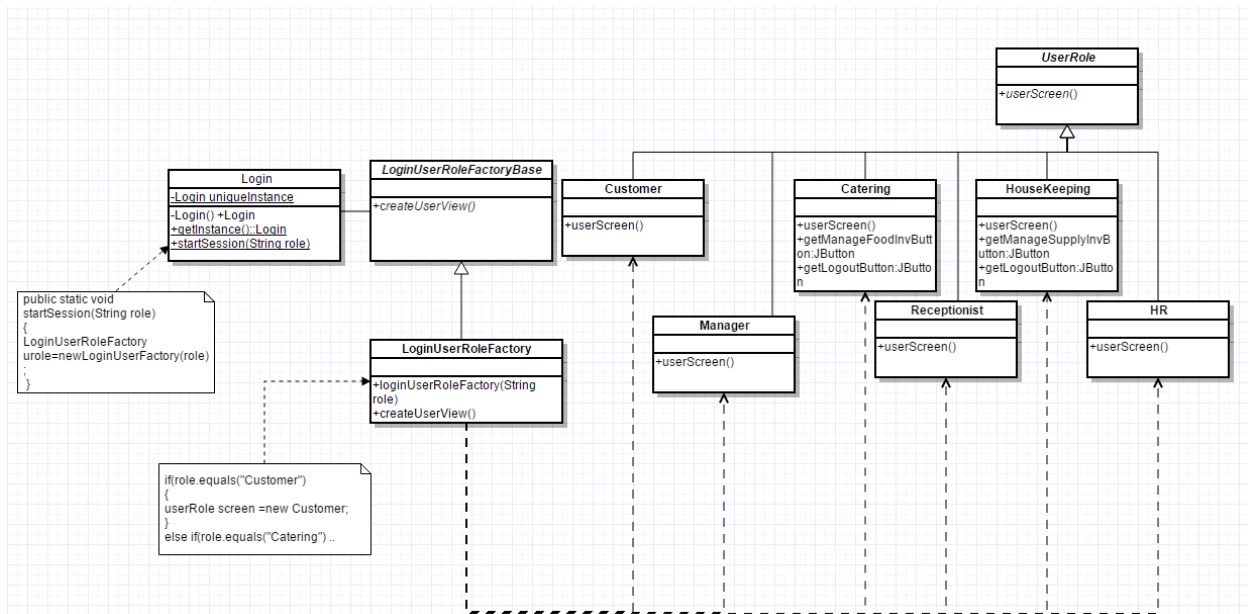 UserRole
+userScreen()
Login
-Login uniqueInstance
-Login() +Login
+getInstance()::Login
+startSession(String role)
LoginUserRoleFactoryBase
+createUserView()
Customer
+userScreen()
Catering
+userScreen()
+getManageFoodInvButt
on:JButton
+getLogoutButton:JButto
n
HouseKeeping
+userScreen()
+getManageSupplyInvB
utton:JButton
+getLogoutButton:JButto
n
public static void
startSession(String role)
{
LoginUserRoleFactory
urole=newLoginUserFactory(role)
;
}
LoginUserRoleFactory
+loginUserRoleFactory(String
role)
+createUserView()
Manager
+userScreen()
Receptionist
+userScreen()
HR
+userScreen()
if(role.equals("Customer")
{
userRole screen =new Customer;
}
else if(role.equals("Catering") ..